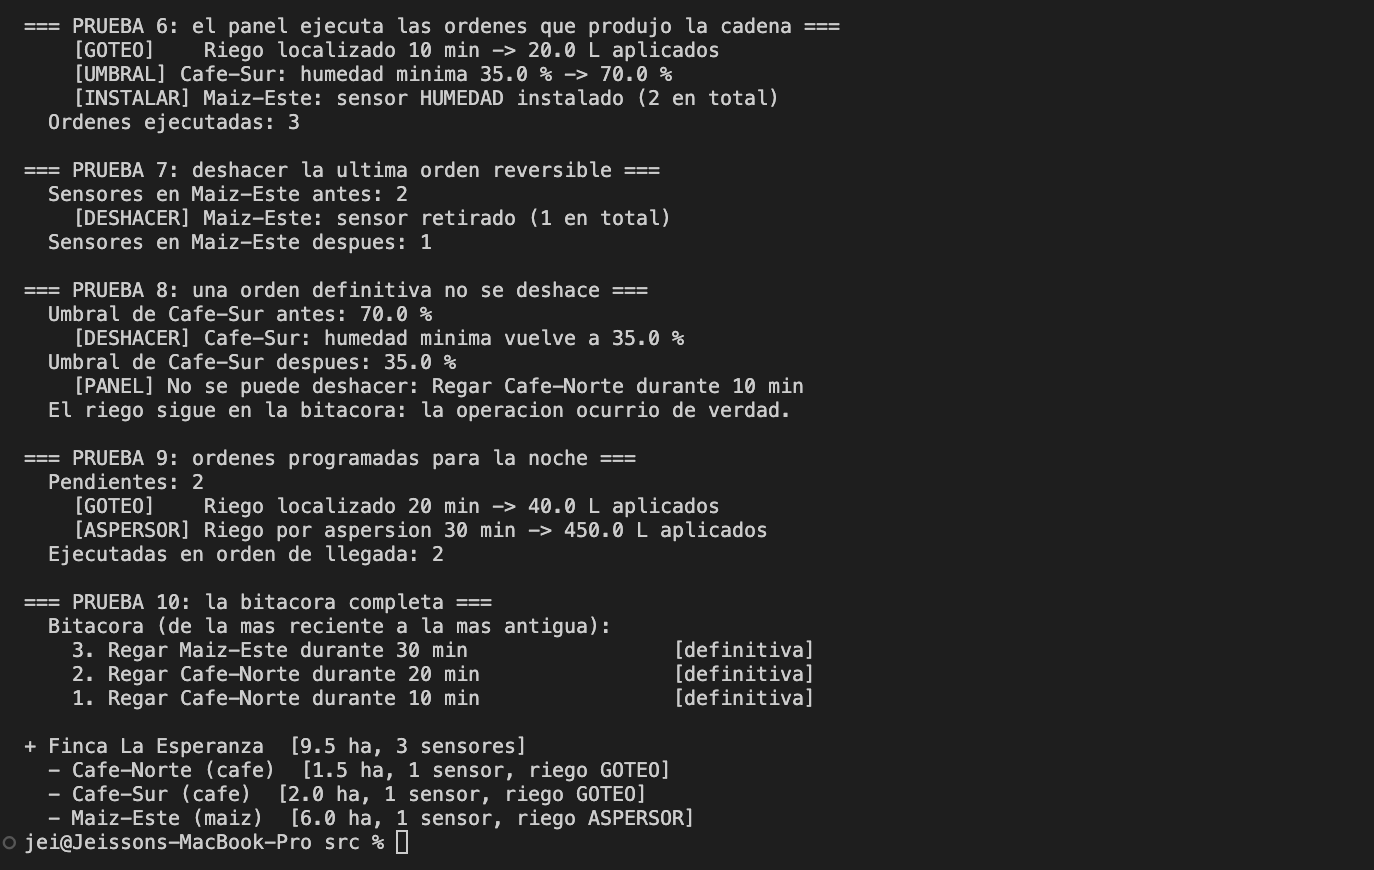 === PRUEBA 6: el panel ejecuta las ordenes que produjo la cadena ===
[GOTEO]    Riego localizado 10 min -> 20.0 L aplicados
[UMBRAL] Cafe-Sur: humedad minima 35.0 % -> 70.0 %
[INSTALAR] Maiz-Este: sensor HUMEDAD instalado (2 en total)
Ordenes ejecutadas: 3
=== PRUEBA 7: deshacer la ultima orden reversible ===
Sensores en Maiz-Este antes: 2
[DESHACER] Maiz-Este: sensor retirado (1 en total)
Sensores en Maiz-Este despues: 1
=== PRUEBA 8: una orden definitiva no se deshace ===
Umbral de Cafe-Sur antes: 70.0 %
[DESHACER] Cafe-Sur: humedad minima vuelve a 35.0 %
Umbral de Cafe-Sur despues: 35.0 %
[PANEL] No se puede deshacer: Regar Cafe-Norte durante 10 min
El riego sigue en la bitacora: la operacion ocurrio de verdad.
=== PRUEBA 9: ordenes programadas para la noche ===
Pendientes: 2
[GOTEO]    Riego localizado 20 min -> 40.0 L aplicados
[ASPERSOR] Riego por aspersion 30 min -> 450.0 L aplicados
Ejecutadas en orden de llegada: 2
=== PRUEBA 10: la bitacora completa ===
Bitacora (de la mas reciente a la mas antigua):
3. Regar Maiz-Este durante 30 min                 [definitiva]
2. Regar Cafe-Norte durante 20 min                [definitiva]
1. Regar Cafe-Norte durante 10 min                [definitiva]
+ Finca La Esperanza  [9.5 ha, 3 sensores]
- Cafe-Norte (cafe)  [1.5 ha, 1 sensor, riego GOTEO]
- Cafe-Sur (cafe)  [2.0 ha, 1 sensor, riego GOTEO]
- Maiz-Este (maiz)  [6.0 ha, 1 sensor, riego ASPERSOR]
jei@Jeissons-MacBook-Pro src %